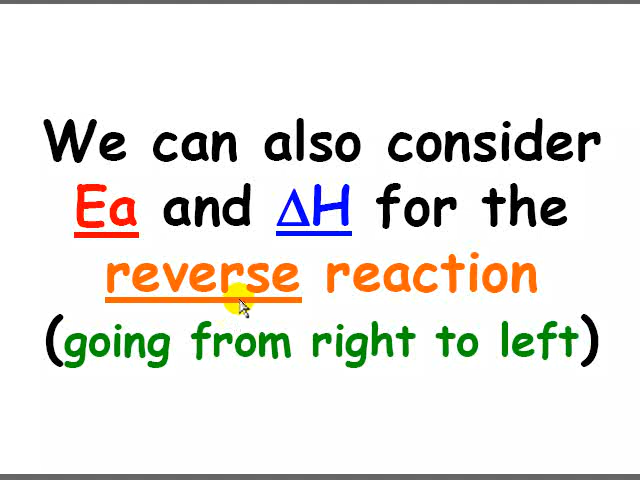 We can also consider
Ea and ΔH for the
reverse reaction
(going from right to left)